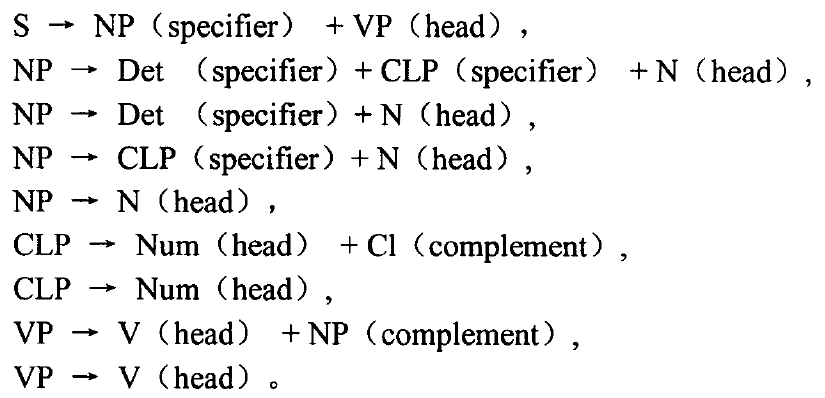 S → NP（specifier） +VP（head），
NP → Det （specifier）+CLP（specifier） +N（head），
NP → Det （specifier）+N（head），
NP → CLP（specifier）+N（head），
NP → N（head），
CLP → Num（head） +Cl（complement），
CLP → Num（head），
VP → V（head） +NP（complement），
VP → V（head）。